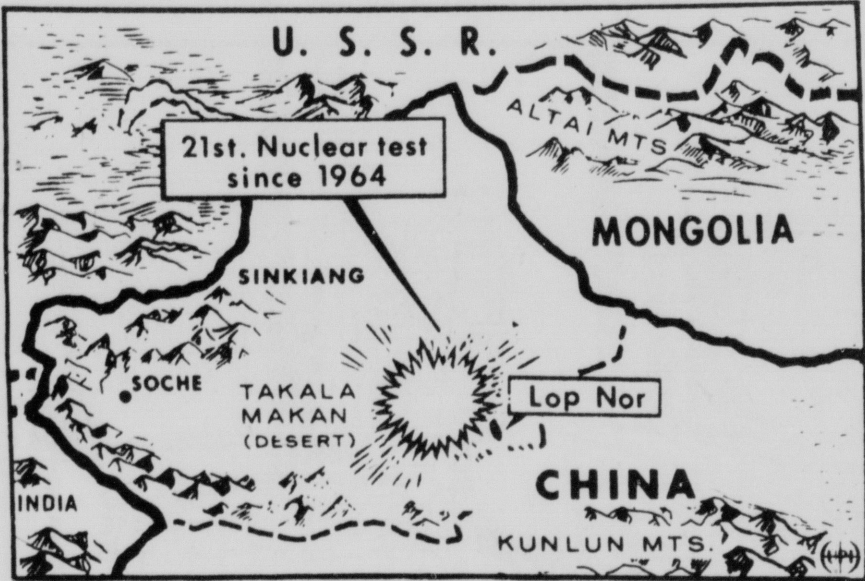 U. S. S. R.
ALTAI MTS
21st. Nuclear test
since 1964
MONGOLIA
SINKIANG
SOCHE
TAKALA
MAKAN
(DESERT)
Lop Nor
INDIA
CHINA
KUNLUN MTS.
UPI